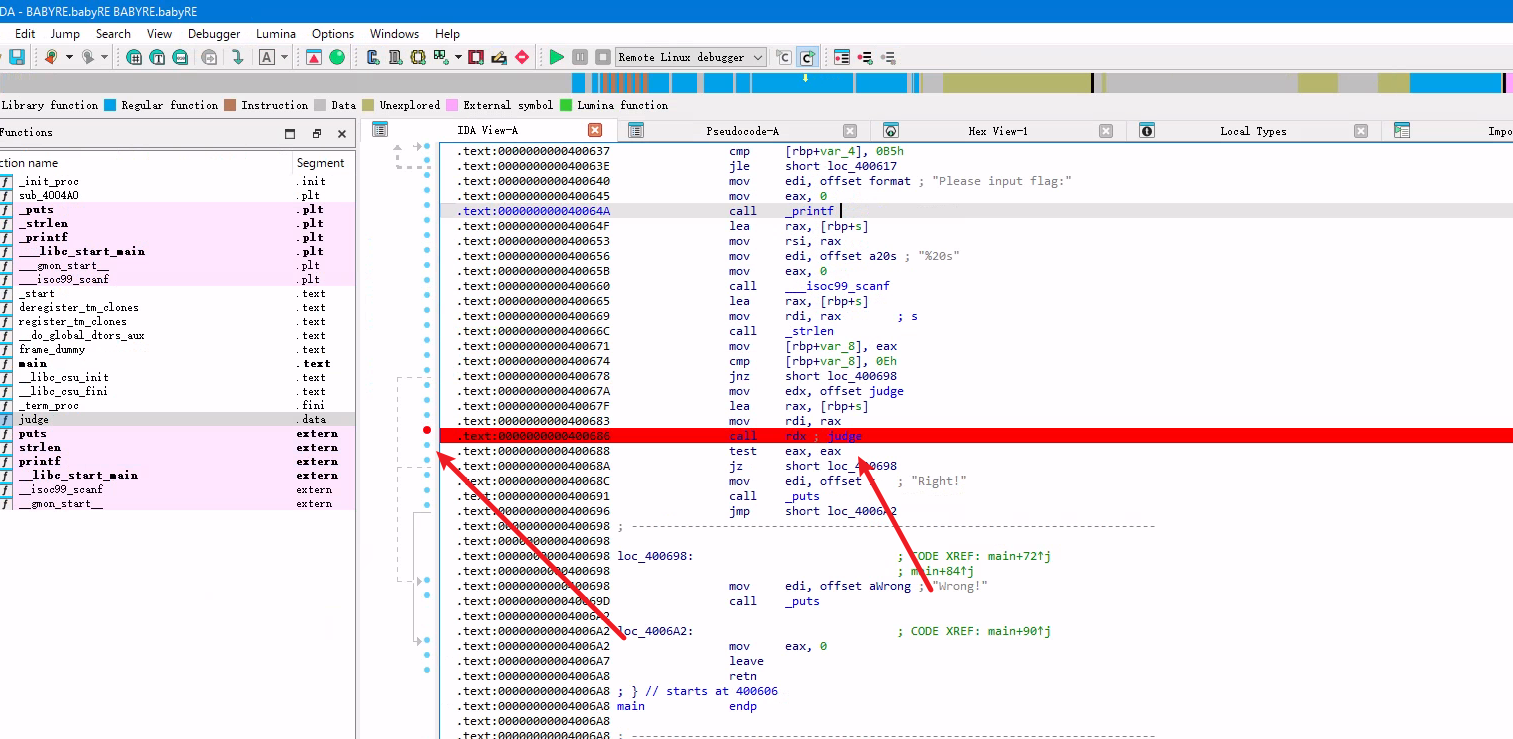 IDA - BABYRE.babyRE BABYRE.babyRE
Edit Jump Search View Debugger Lumina Options Windows Help
Remote Linux debugger
Library function Regular function Instruction Data Unexplored External symbol Lumina function
Functions
IDA View-A Pseudocode-A Hex View-1 Local Types Impo
ction name Segment
_init_proc .init
sub_4004A0 .plt
_puts .plt
_strlen .plt
_printf .plt
___libc_start_main .plt
___gmon_start__ .plt
___isoc99_scanf .plt
_start .text
deregister_tm_clones .text
register_tm_clones .text
__do_global_dtors_aux .text
frame_dummy .text
main .text
__libc_csu_init .text
__libc_csu_fini .text
_term_proc .fini
judge .data
puts extern
strlen extern
printf extern
__libc_start_main extern
__isoc99_scanf extern
__gmon_start__ extern
.text:0000000000400637 cmp [rbp+var_4], 0B5h
.text:000000000040063E jle short loc_400617
.text:0000000000400640 mov edi, offset format ; "Please input flag:"
.text:0000000000400645 mov eax, 0
.text:000000000040064A call _printf
.text:000000000040064F lea rax, [rbp+s]
.text:0000000000400653 mov rsi, rax
.text:0000000000400656 mov edi, offset a20s ; "%20s"
.text:000000000040065B mov eax, 0
.text:0000000000400660 call ___isoc99_scanf
.text:0000000000400665 lea rax, [rbp+s]
.text:0000000000400669 mov rdi, rax ; s
.text:000000000040066C call _strlen
.text:0000000000400671 mov [rbp+var_8], eax
.text:0000000000400674 cmp [rbp+var_8], 0Eh
.text:0000000000400678 jnz short loc_400698
.text:000000000040067A mov edx, offset judge
.text:000000000040067F lea rax, [rbp+s]
.text:0000000000400683 mov rdi, rax
.text:0000000000400686 call rdx ; judge
.text:0000000000400688 test eax, eax
.text:000000000040068A jz short loc_400698
.text:000000000040068C mov edi, offset ; "Right!"
.text:0000000000400691 call _puts
.text:0000000000400696 jmp short loc_4006A2
.text:0000000000400698 ; ---------------------------------------------------------------------------
.text:0000000000400698
.text:0000000000400698 loc_400698: ; CODE XREF: main+72↑j
.text:0000000000400698 ; main+84↑j
.text:0000000000400698 mov edi, offset aWrong ; "Wrong!"
.text:000000000040069D call _puts
.text:00000000004006A2
.text:00000000004006A2 loc_4006A2: ; CODE XREF: main+90↑j
.text:00000000004006A2 mov eax, 0
.text:00000000004006A7 leave
.text:00000000004006A8 retn
.text:00000000004006A8 ; } // starts at 400606
.text:00000000004006A8 main endp
.text:00000000004006A8
.text:00000000004006A8 ; ---------------------------------------------------------------------------